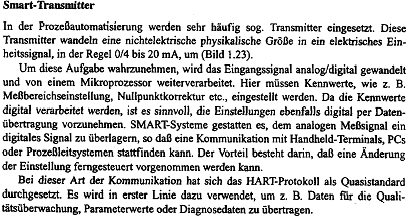 Smart-Transmitter
In der Prozeßautomatisierung werden sehr häufig sog. Transmitter eingesetzt. Diese
Transmitter wandeln eine nichtelektrische physikalische Größe in ein elektrisches Ein-
heitssignal, in der Regel 0/4 bis 20 mA, um (Bild 1.23).
Um diese Aufgabe wahrzunehmen, wird das Eingangssignal analog/digital gewandelt
und von einem Mikroprozessor weiterverarbeitet. Hier müssen Kennwerte, wie z. B.
Meßbereichseinstellung, Nullpunktkorrektur etc., eingestellt werden. Da die Kennwerte
digital verarbeitet werden, ist es sinnvoll, die Einstellungen ebenfalls digital per Daten-
übertragung vorzunehmen. SMART-Systeme gestatten es, dem analogen Meßsignal ein
digitales Signal zu überlagern, so daß eine Kommunikation mit Handheld-Terminals, PCs
oder Prozeßleitsystemen stattfinden kann. Der Vorteil besteht darin, daß eine Änderung
der Einstellung ferngesteuert vorgenommen werden kann.
Bei dieser Art der Kommunikation hat sich das HART-Protokoll als Quasistandard
durchgesetzt. Es wird in erster Linie dazu verwendet, um z. B. Daten für die Qual-
itätsüberwachung, Parameterwerte oder Diagnosedaten zu übertragen.